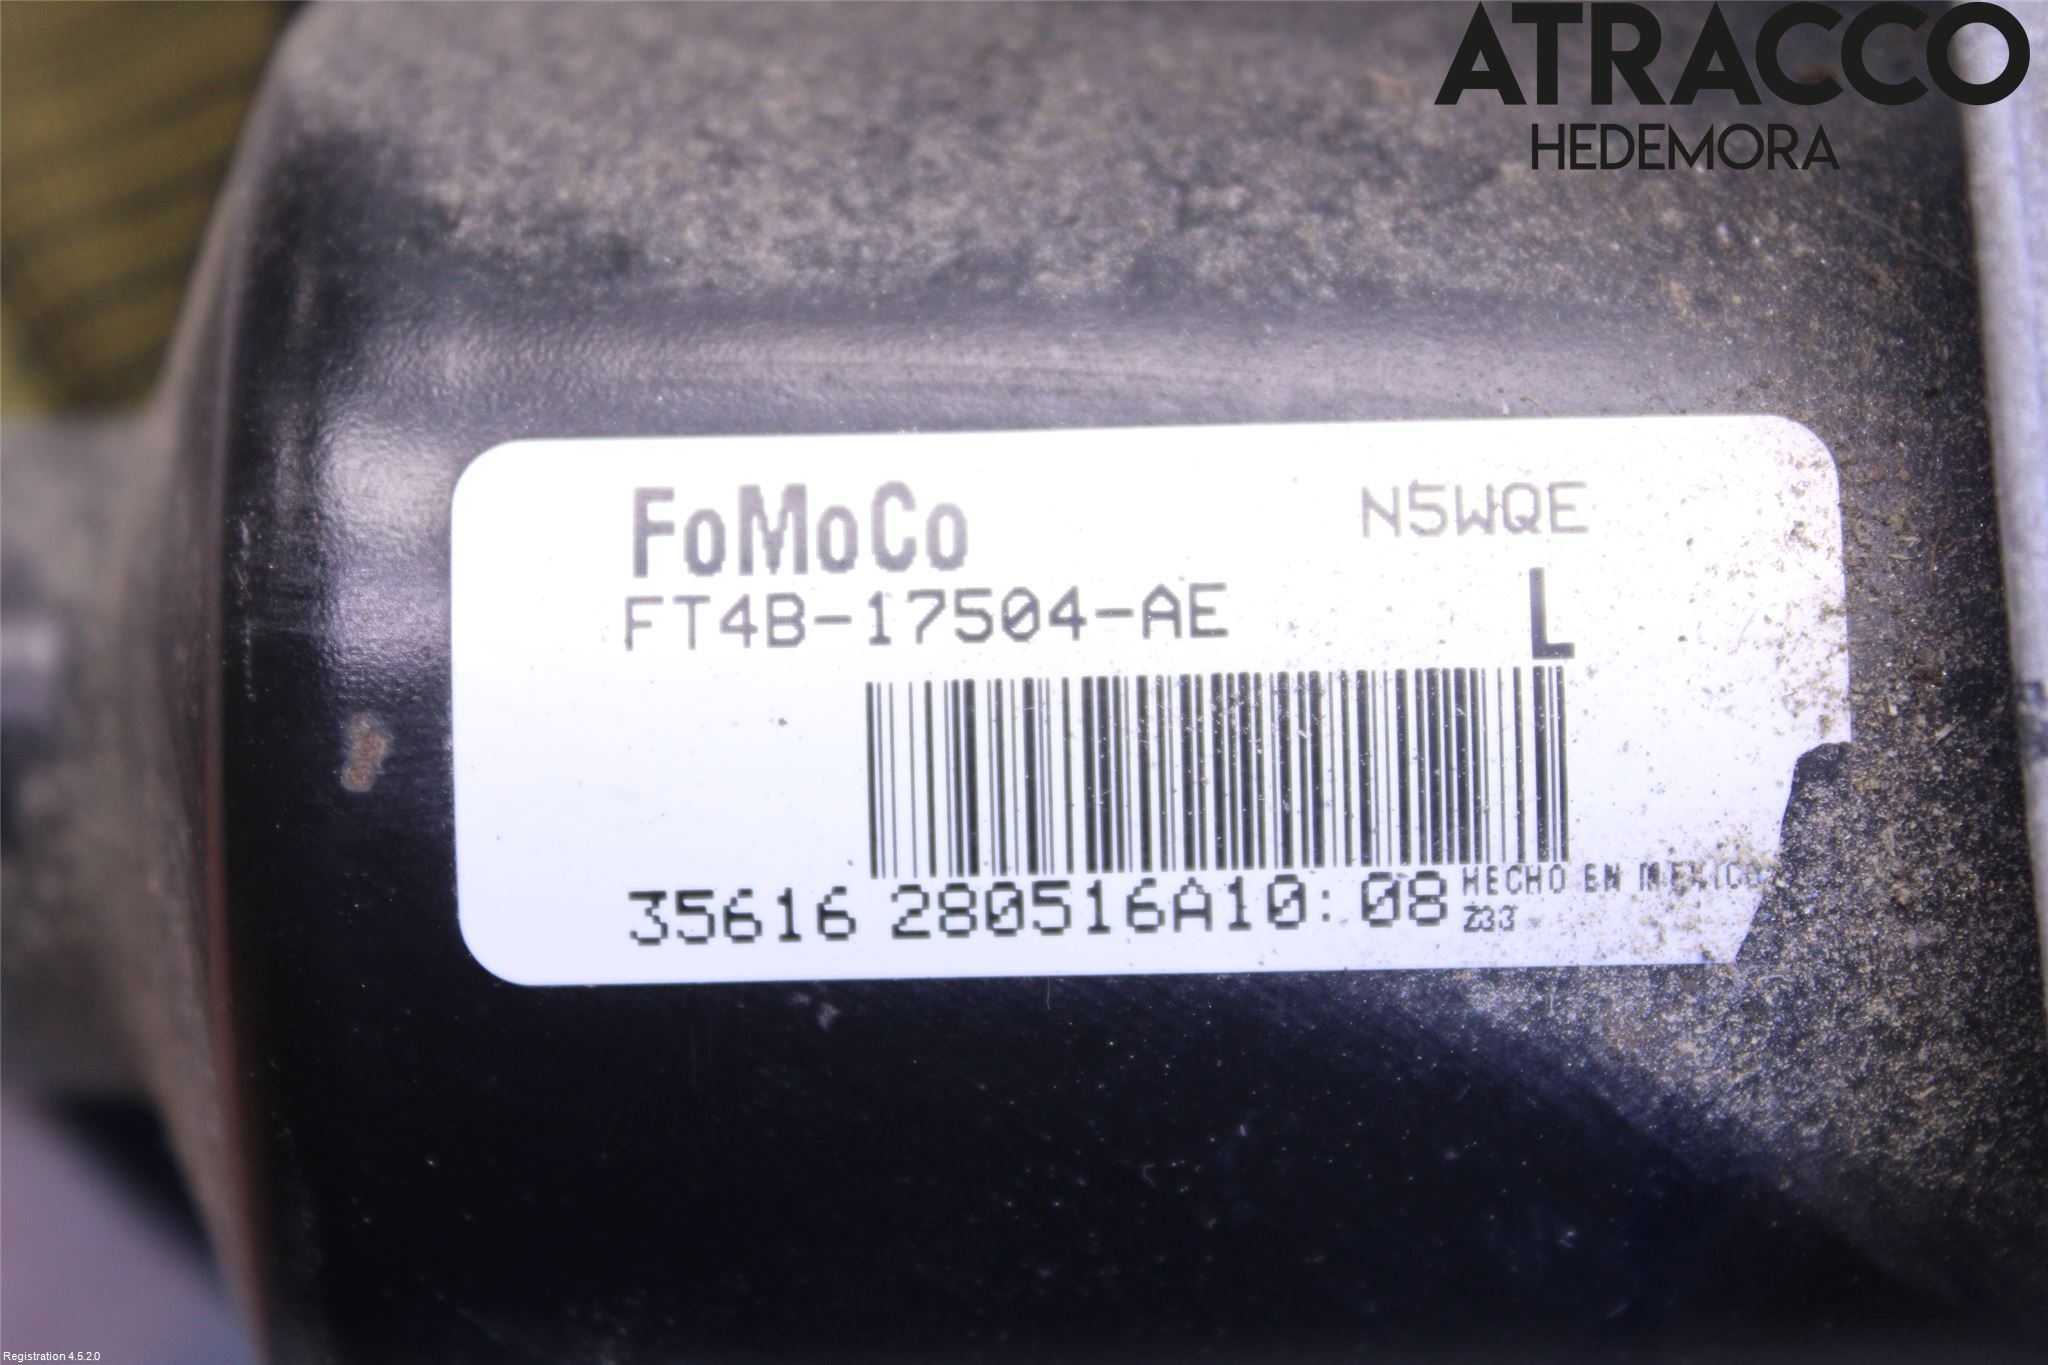 ATRACCO
HEDEMORA
FoMoCo N5WQE
FT4B-17504-AE L
35616 280516A10:08 HECHO EN MEXICO
Z33
Registration 4.5.2.0